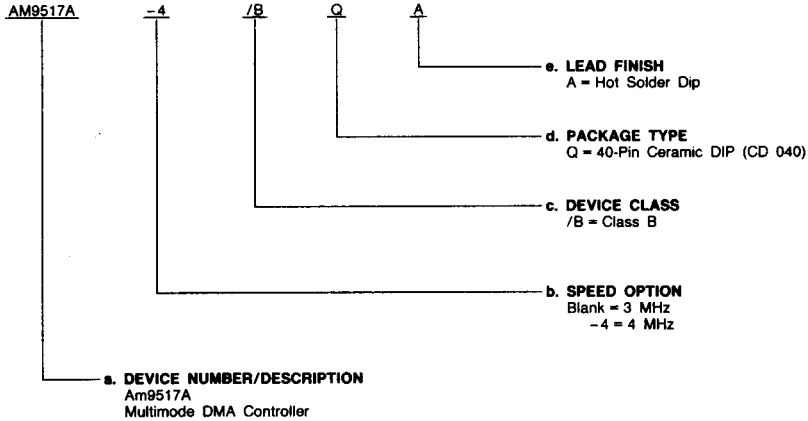 AM9517A -4 /B Q A
e. LEAD FINISH
A = Hot Solder Dip
d. PACKAGE TYPE
Q = 40-Pin Ceramic DIP (CD 040)
c. DEVICE CLASS
/B = Class B
b. SPEED OPTION
Blank = 3 MHz
-4 = 4 MHz
a. DEVICE NUMBER/DESCRIPTION
Am9517A
Multimode DMA Controller